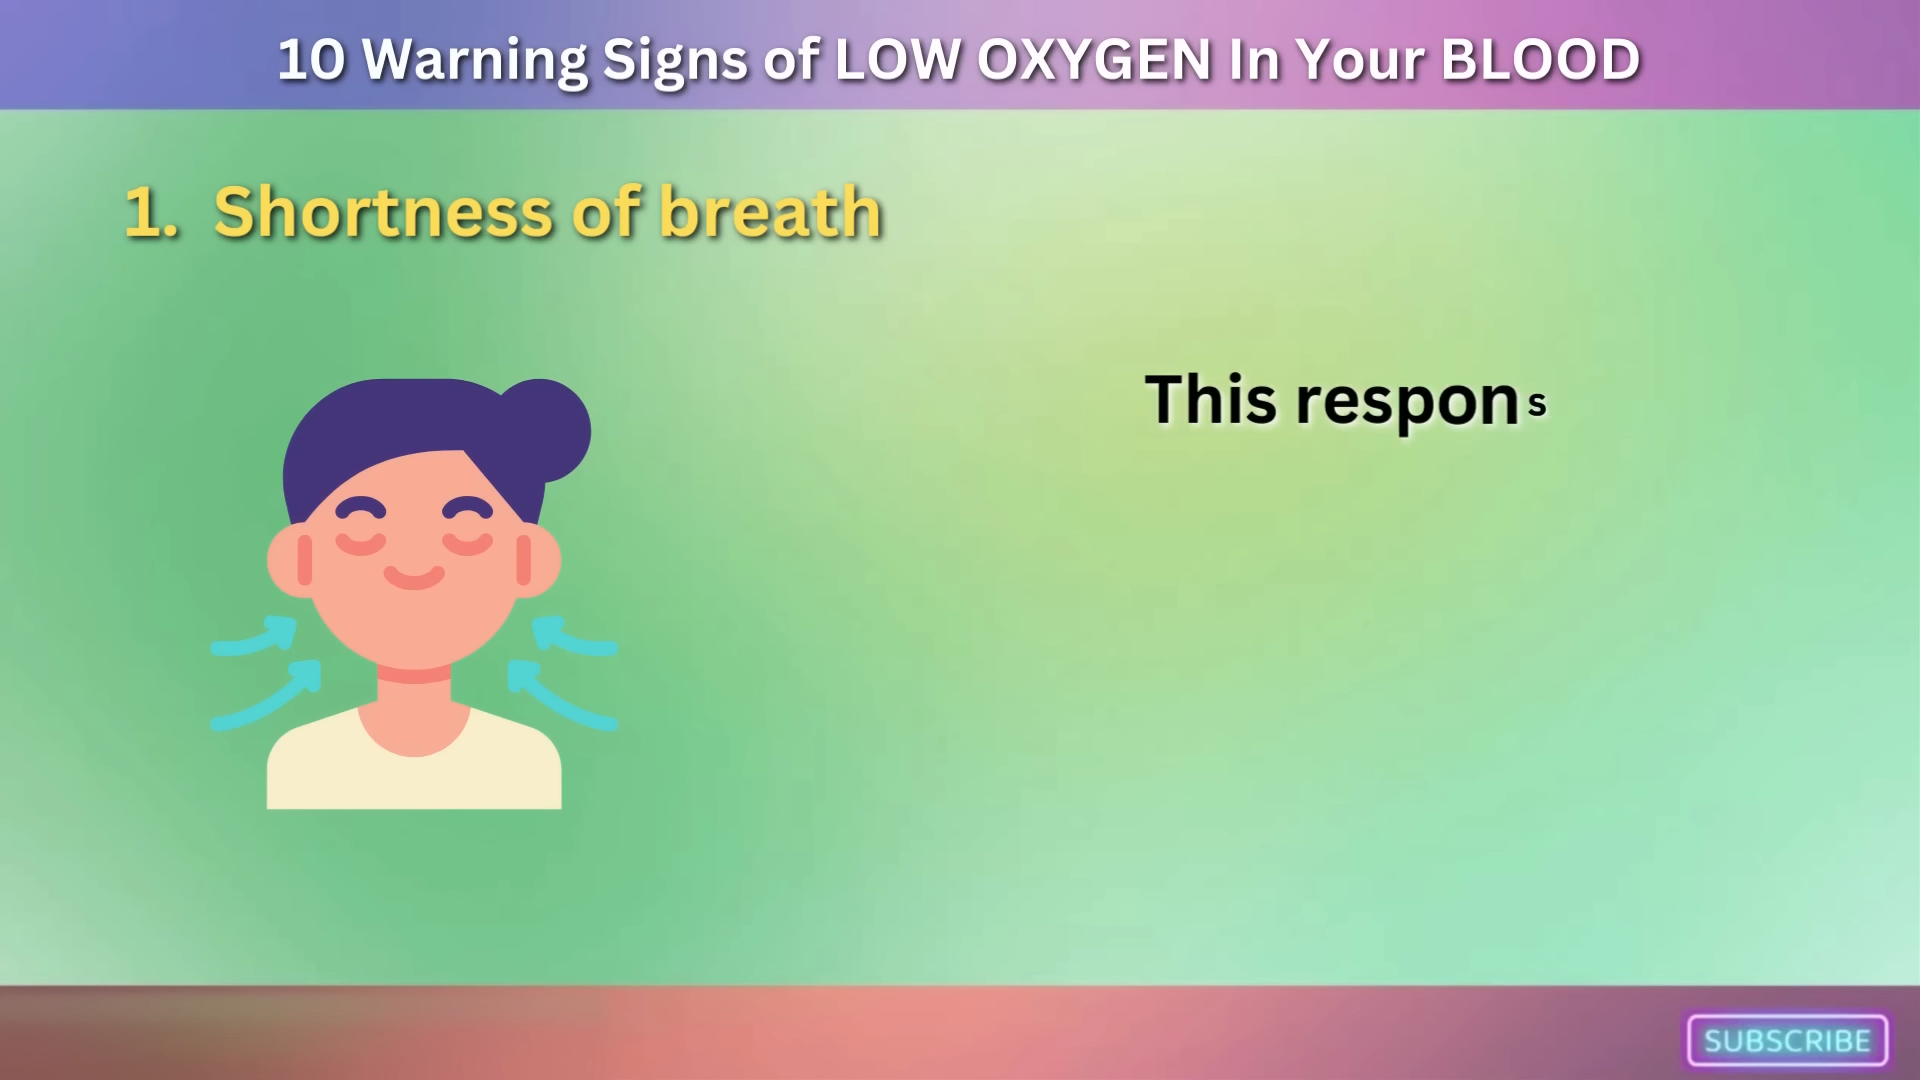 10 Warning Signs of LOW OXYGEN In Your BLOOD
1. Shortness of breath
This respons
SUBSCRIBE